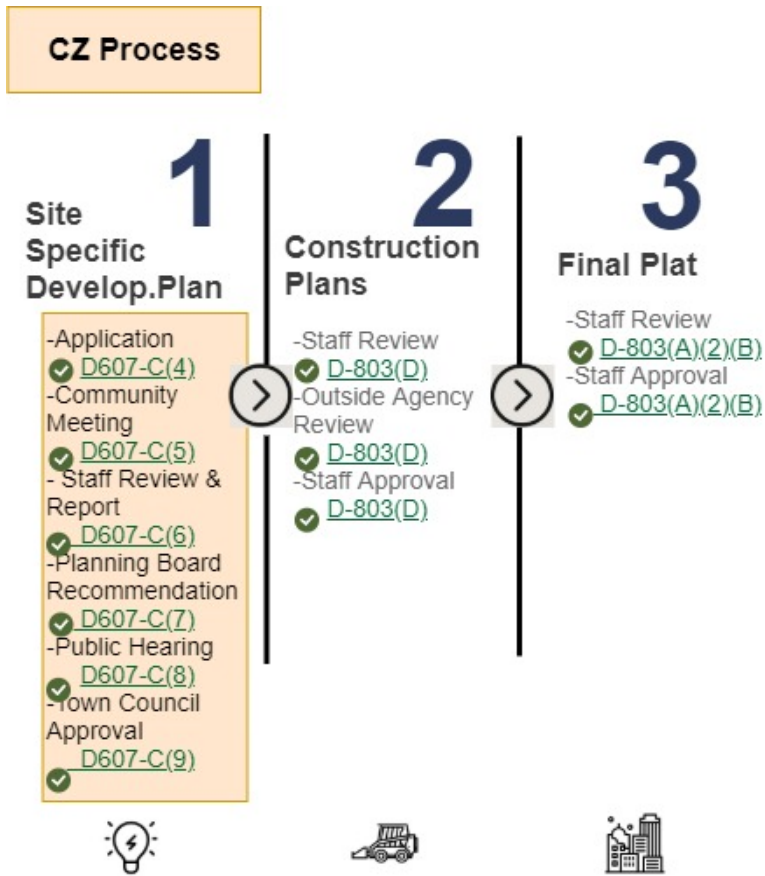 CZ Process
1
Site
Specific
Develop.Plan
-Application
D607-C(4)
-Community
Meeting
D607-C(5)
- Staff Review &
Report
D607-C(6)
-Planning Board
Recommendation
D607-C(7)
-Public Hearing
D607-C(8)
-Town Council
Approval
D607-C(9)
2
Construction
Plans
-Staff Review
D-803(D)
-Outside Agency
Review
D-803(D)
-Staff Approval
D-803(D)
3
Final Plat
-Staff Review
D-803(A)(2)(B)
-Staff Approval
D-803(A)(2)(B)